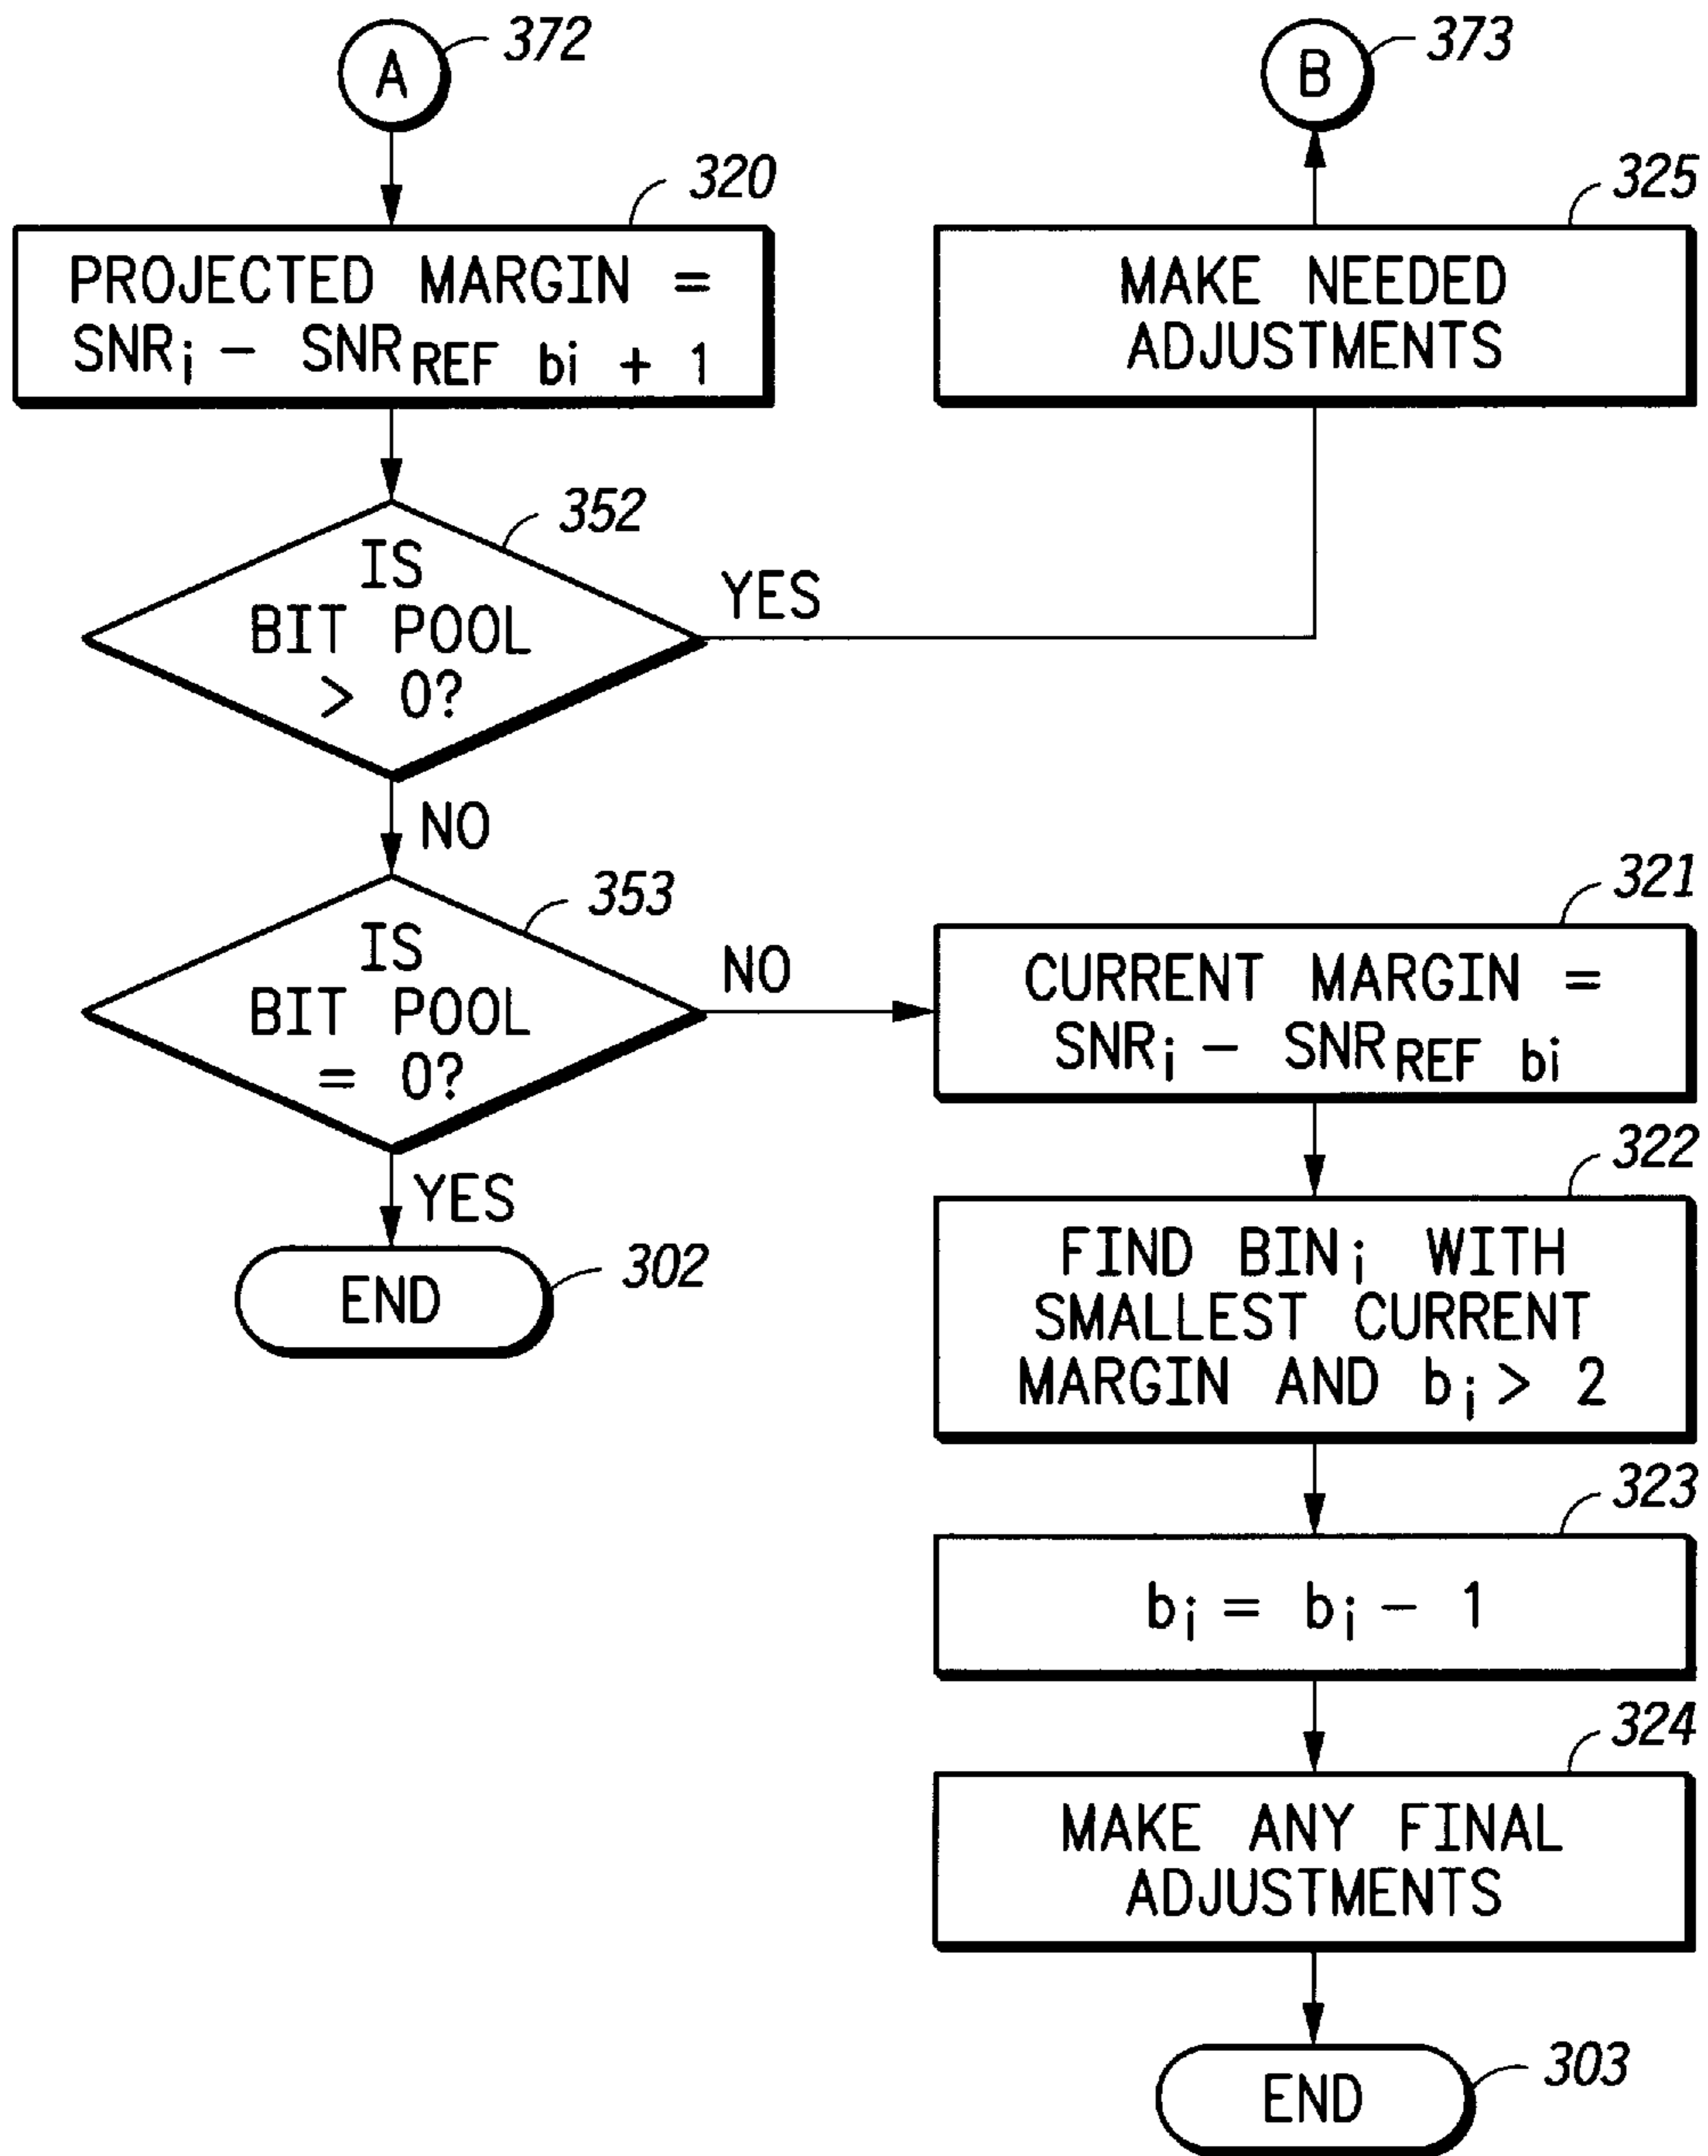 A
372
B
373
320
PROJECTED MARGIN =
SNRi - SNRREF bi + 1
325
MAKE NEEDED
ADJUSTMENTS
352
IS
BIT POOL
> 0?
YES
NO
353
IS
BIT POOL
= 0?
NO
YES
END
302
321
CURRENT MARGIN =
SNRi - SNRREF bi
322
FIND BINi WITH
SMALLEST CURRENT
MARGIN AND bi > 2
323
bi = bi - 1
324
MAKE ANY FINAL
ADJUSTMENTS
END
303